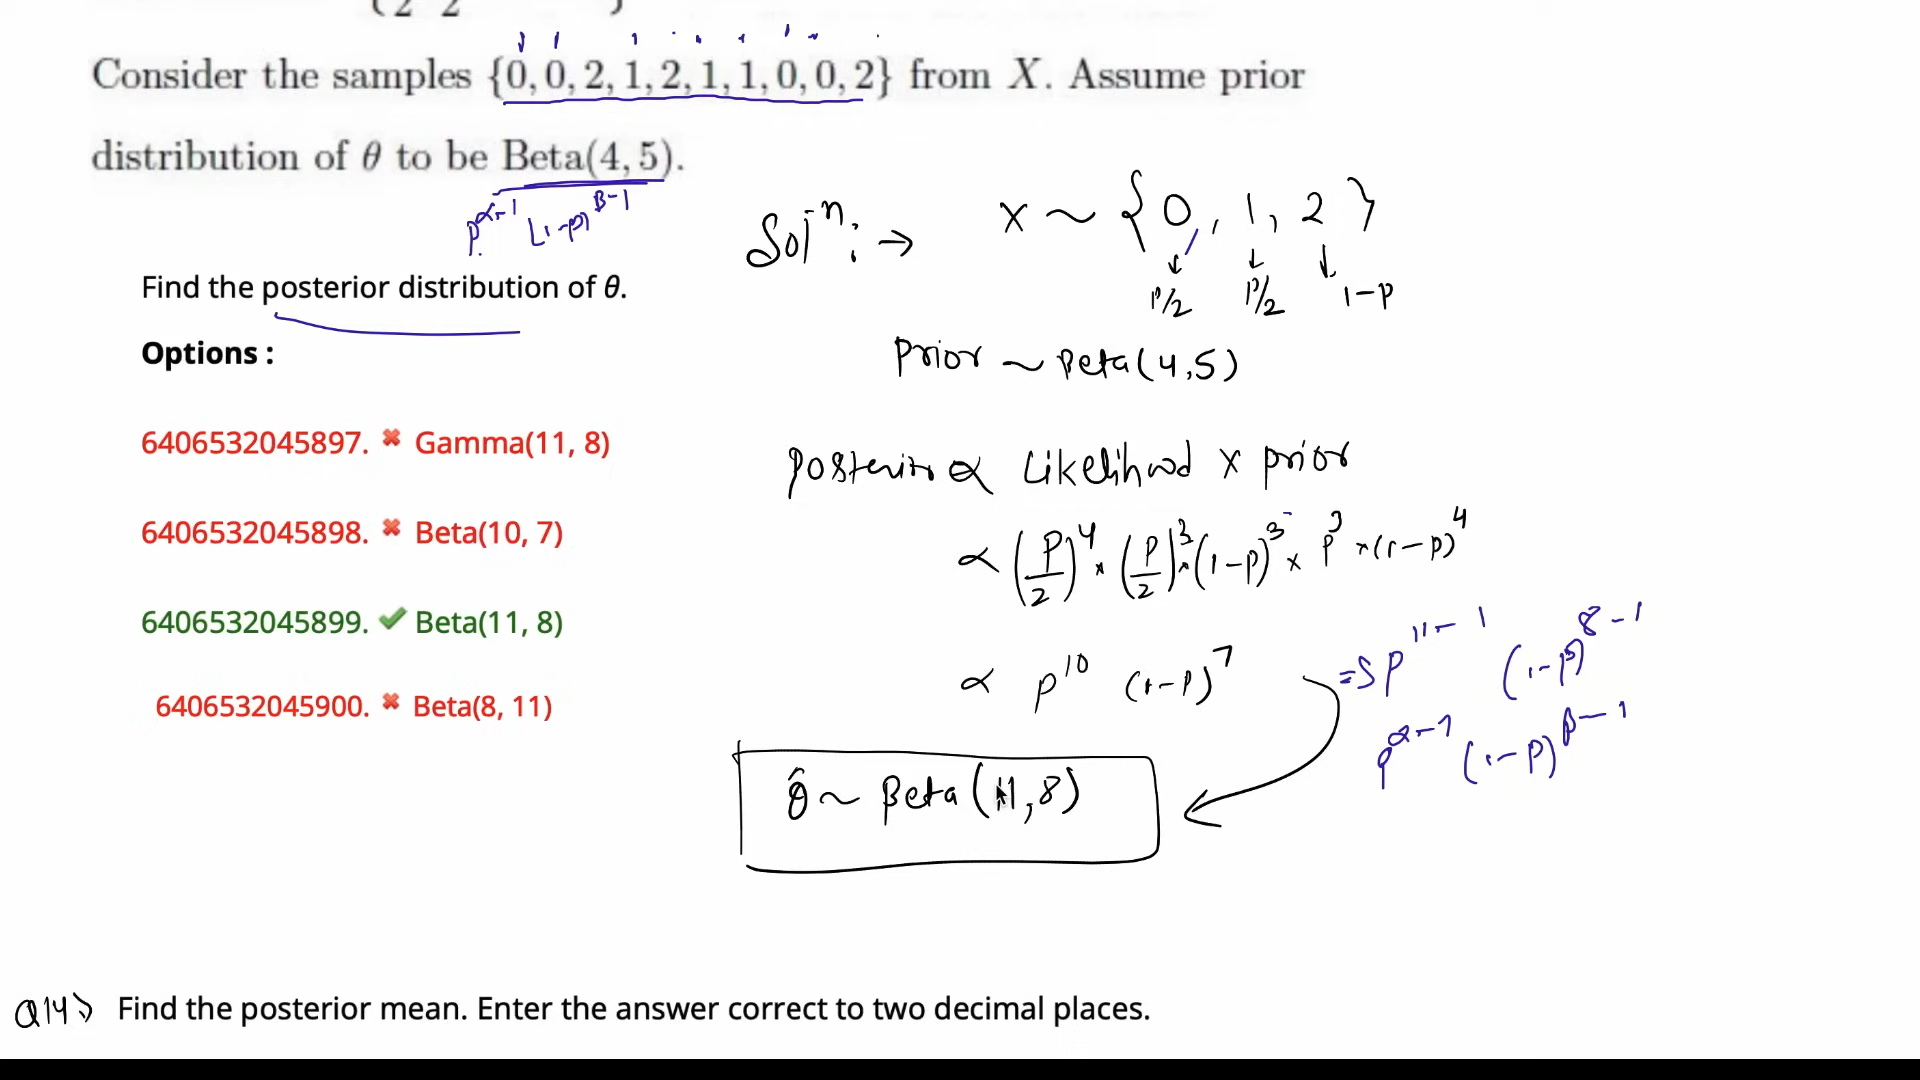 Consider the samples {0, 0, 2, 1, 2, 1, 1, 0, 0, 2} from X. Assume prior
distribution of θ to be Beta(4, 5).
p^α-1 [1-p]^β-1
Find the posterior distribution of θ.
Options :
6406532045897. ✖ Gamma(11, 8)
6406532045898. ✖ Beta(10, 7)
6406532045899. ✔ Beta(11, 8)
6406532045900. ✖ Beta(8, 11)
Solⁿ: → X ~ {0, 1, 2}
↓ ↓ ↓
p/2 p/2 1-p
Prior ~ Beta(4,5)
Posterior ∝ Likelihood x prior
∝ (p/2)^4 × (p/2)^3 × (1-p)^3 × p^3 × (1-p)^4
∝ p^10 (1-p)^7
=> p^11-1 (1-p)^8-1
p^α-1 (1-p)^β-1
θ̂ ~ Beta(11,8)
Q14> Find the posterior mean. Enter the answer correct to two decimal places.